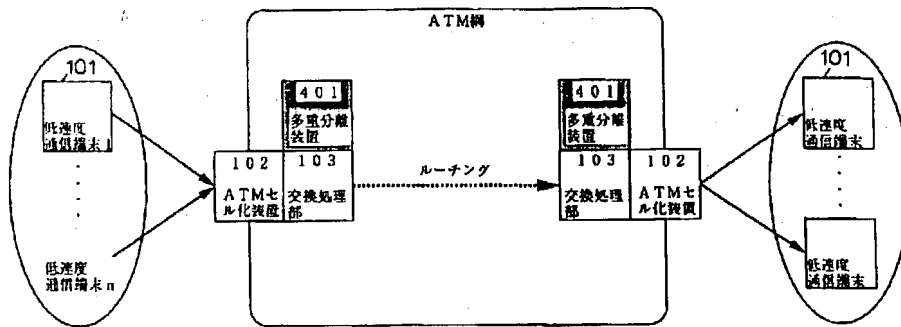 ATM網
101
低速度
通信端末1
低速度
通信端末n
401
多重分離
装置
102
ATMセ
ル化装置
103
交換処理
部
ルーチング
401
多重分離
装置
103
交換処理
部
102
ATMセ
ル化装置
101
低速度
通信端末
低速度
通信端末